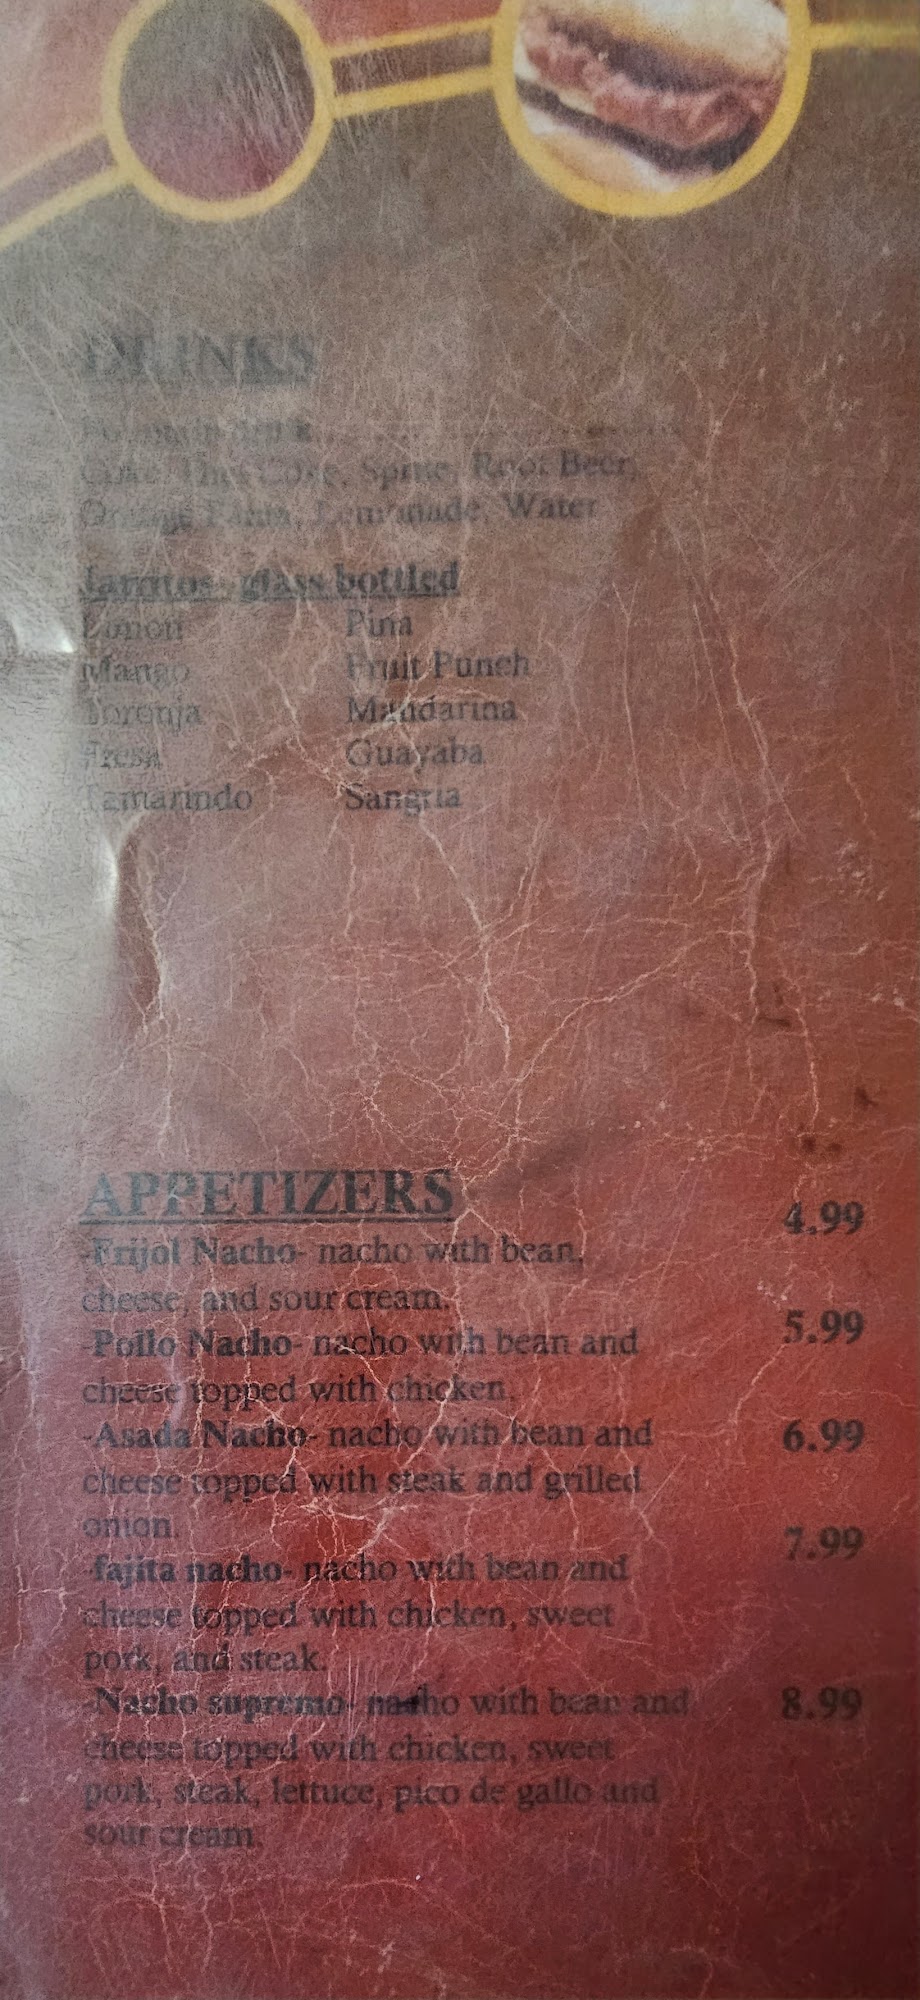 DRINKS
Fountain drink
Coke, Diet Coke, Sprite, Root Beer,
Orange Fanta, Lemonade, Water
Jarritos- glass bottled
Limon Pina
Mango Fruit Punch
Toronja Mandarina
Fresa Guayaba
Tamarindo Sangria
APPETIZERS
4.99
-Frijol Nacho- nacho with bean,
cheese, and sour cream.
-Pollo Nacho- nacho with bean and 5.99
cheese topped with chicken.
-Asada Nacho- nacho with bean and 6.99
cheese topped with steak and grilled
onion.
7.99
-fajita nacho- nacho with bean and
cheese topped with chicken, sweet
pork, and steak.
-Nacho supremo- nacho with bean and 8.99
cheese topped with chicken, sweet
pork, steak, lettuce, pico de gallo and
sour cream.